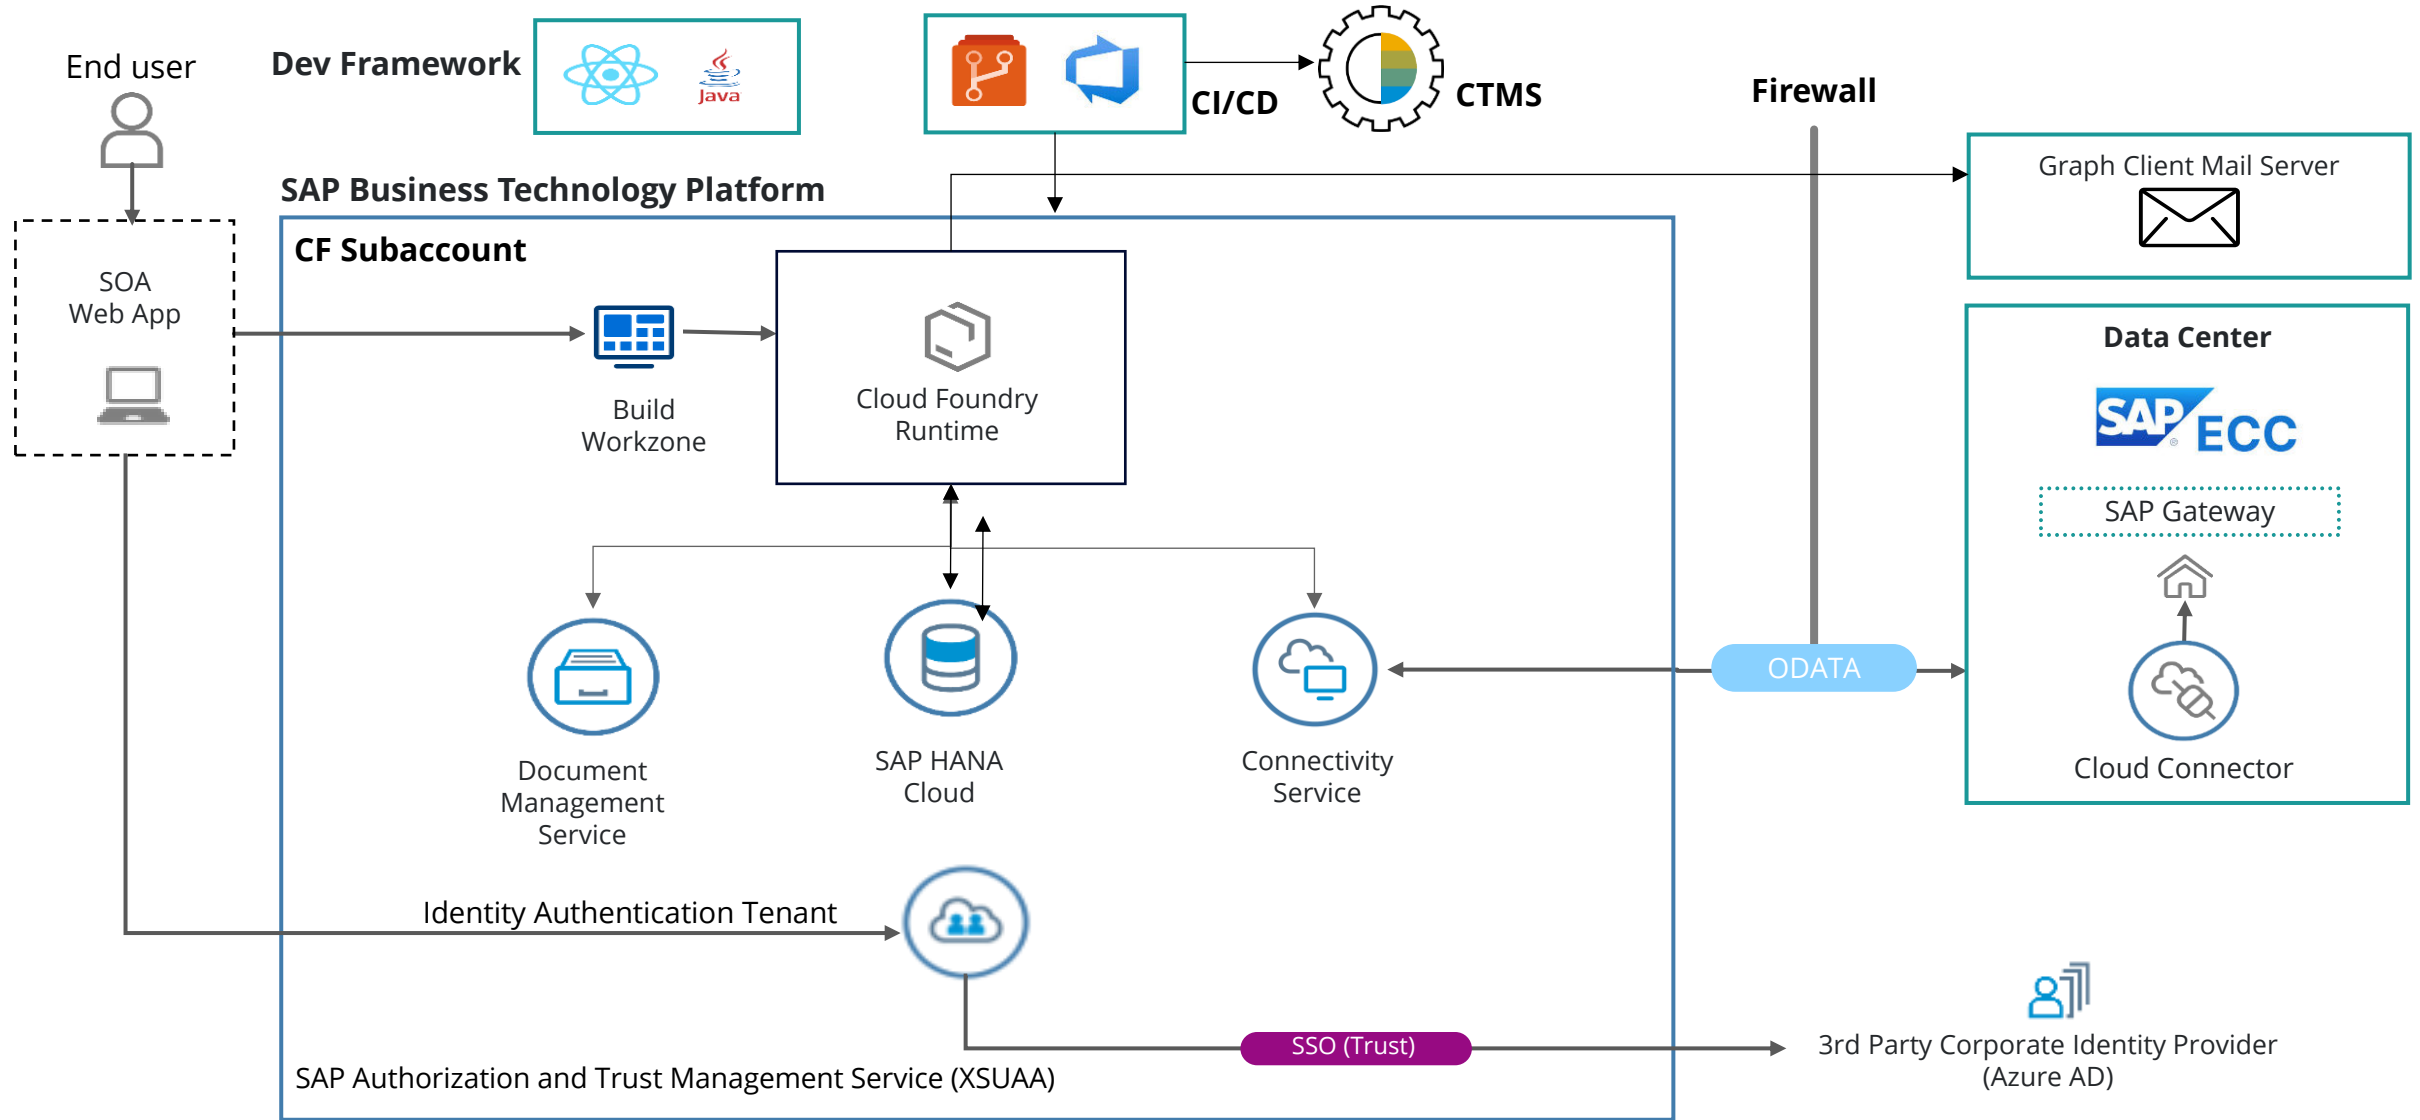 End user
Dev Framework
Java
CI/CD
CTMS
Firewall
SAP Business Technology Platform
Graph Client Mail Server
CF Subaccount
SOA
Web App
Build
Workzone
Cloud Foundry
Runtime
Data Center
SAP
®
ECC
SAP Gateway
ODATA
Cloud Connector
Document
Management
Service
SAP HANA
Cloud
Connectivity
Service
Identity Authentication Tenant
SSO (Trust)
3rd Party Corporate Identity Provider
(Azure AD)
SAP Authorization and Trust Management Service (XSUAA)